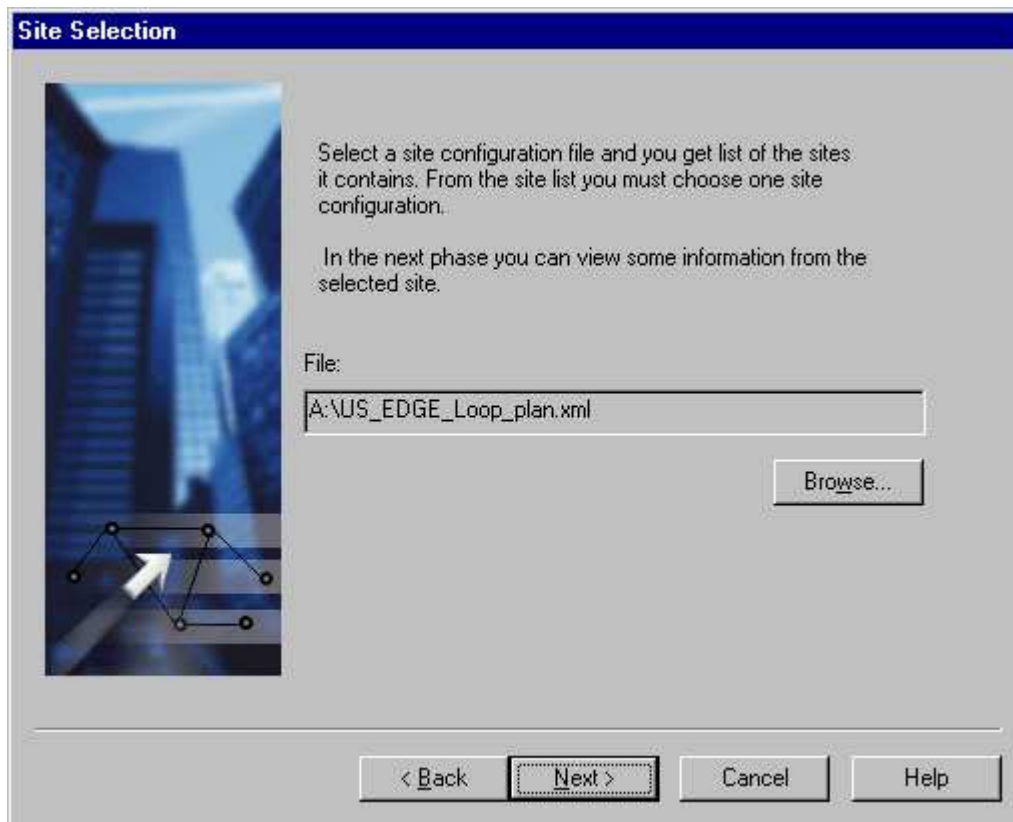 Site Selection
Select a site configuration file and you get list of the sites
it contains. From the site list you must choose one site
configuration.
In the next phase you can view some information from the
selected site.
File:
A:\US_EDGE_Loop_plan.xml
Browse...
< Back
Next >
Cancel
Help